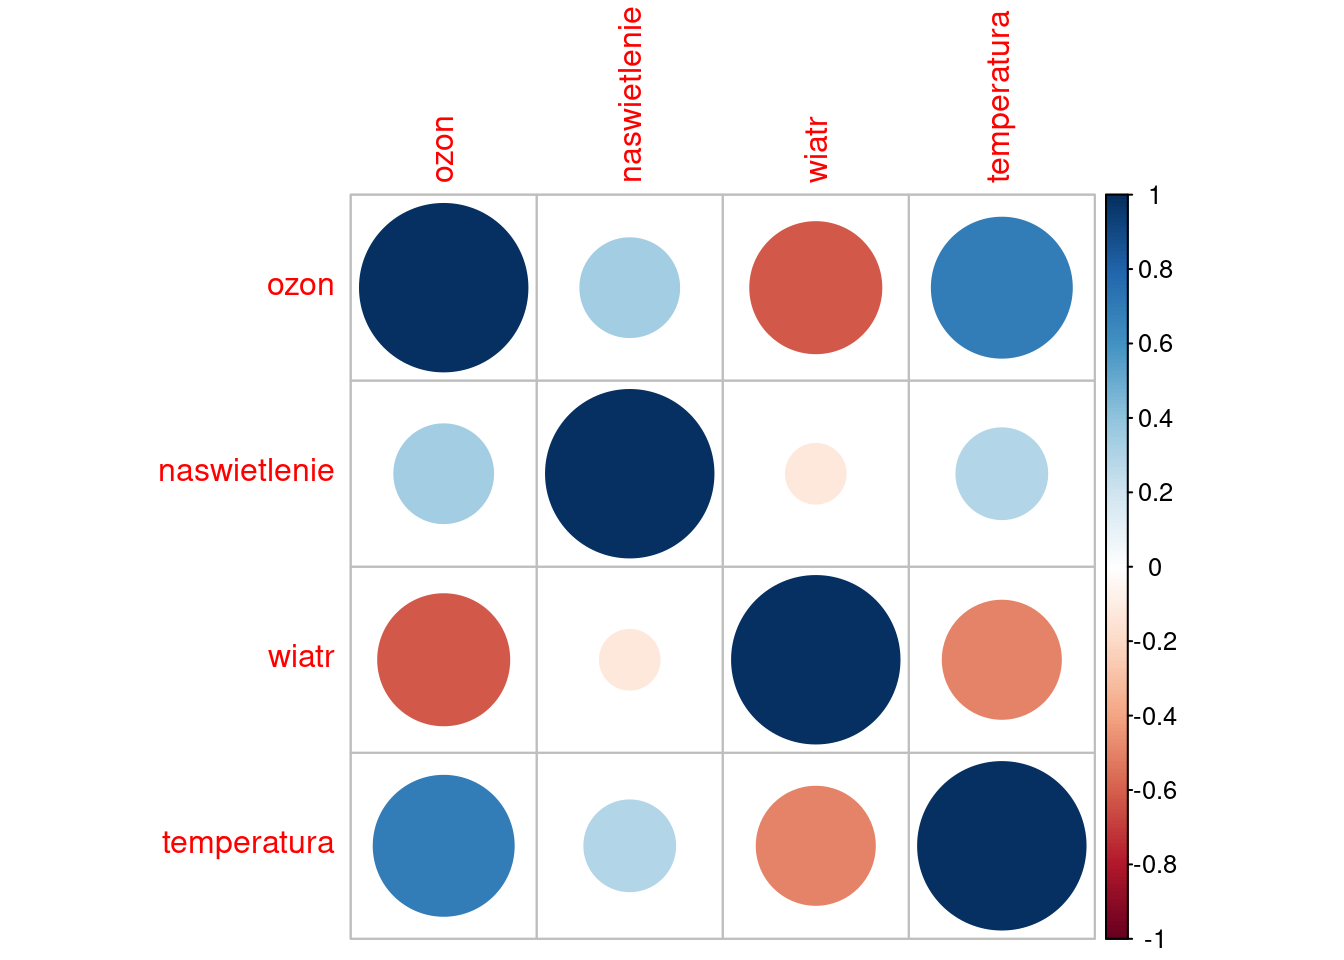 ozon
naswietlenie
wiatr
temperatura
ozon
naswietlenie
wiatr
temperatura
1
0.8
0.6
0.4
0.2
0
-0.2
-0.4
-0.6
-0.8
-1